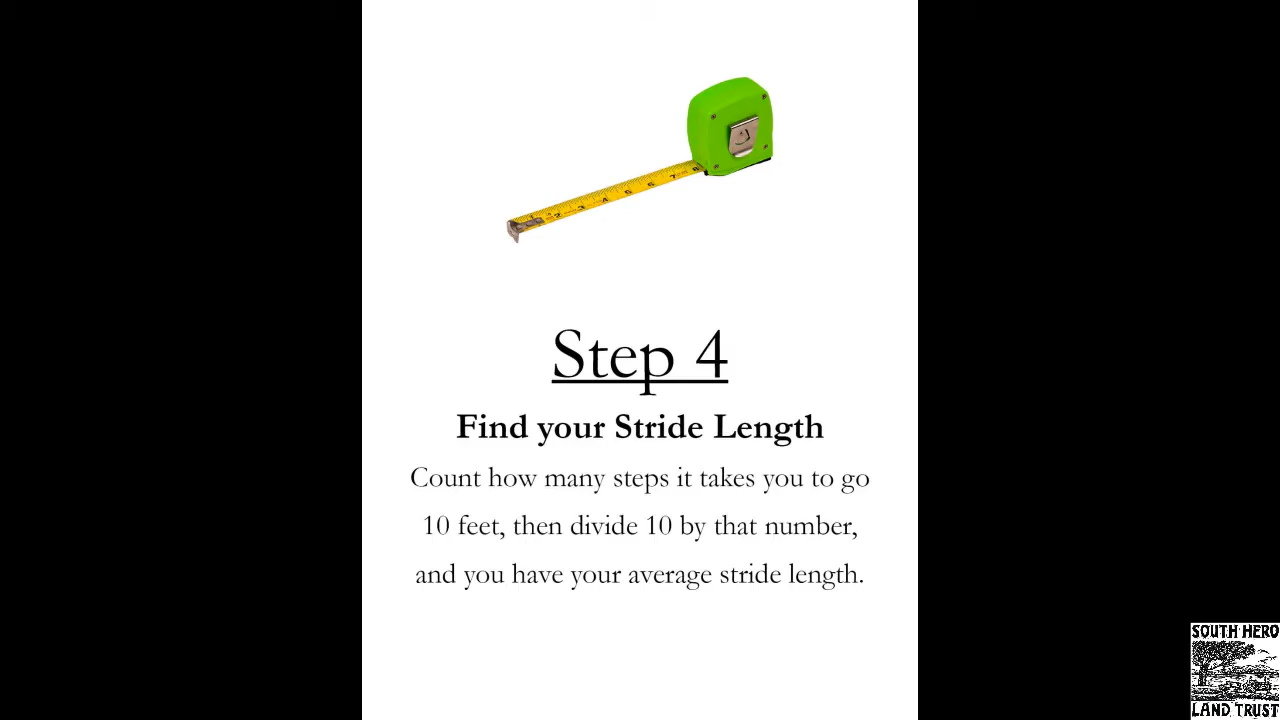 Step 4
Find your Stride Length
Count how many steps it takes you to go
10 feet, then divide 10 by that number,
and you have your average stride length.
SOUTH HERO
LAND TRUST